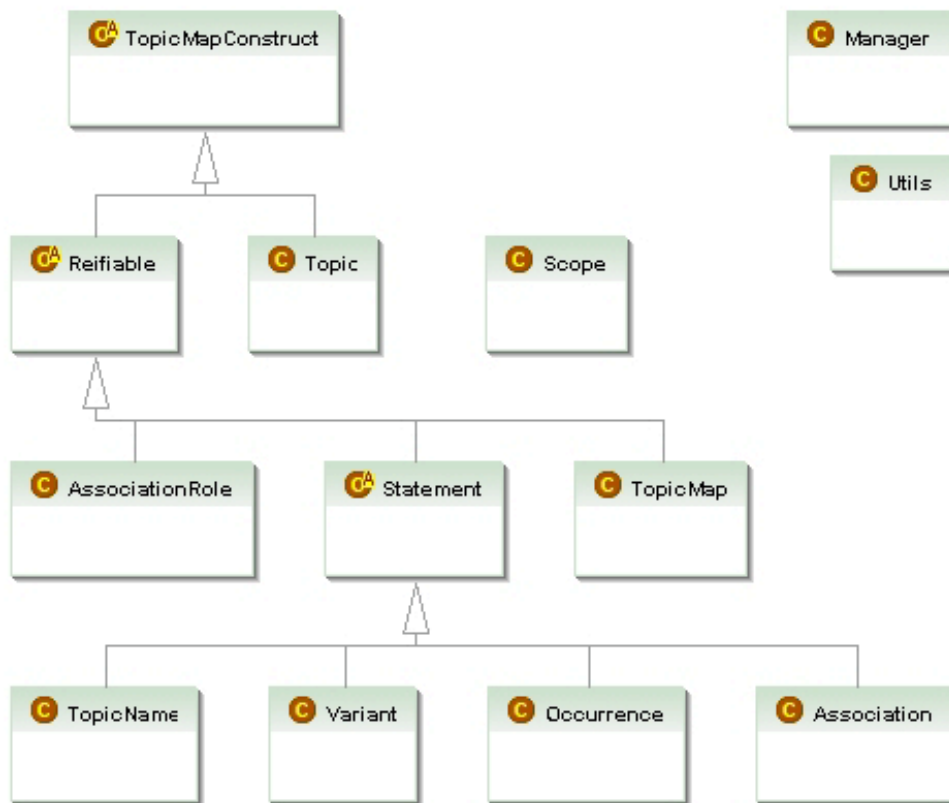 TopicMapConstruct
Manager
Utils
Reifiable
Topic
Scope
AssociationRole
Statement
TopicMap
TopicName
Variant
Occurrence
Association